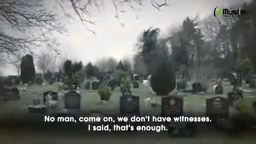 No man, come on, we don't have witnesses.
I said, that's enough.